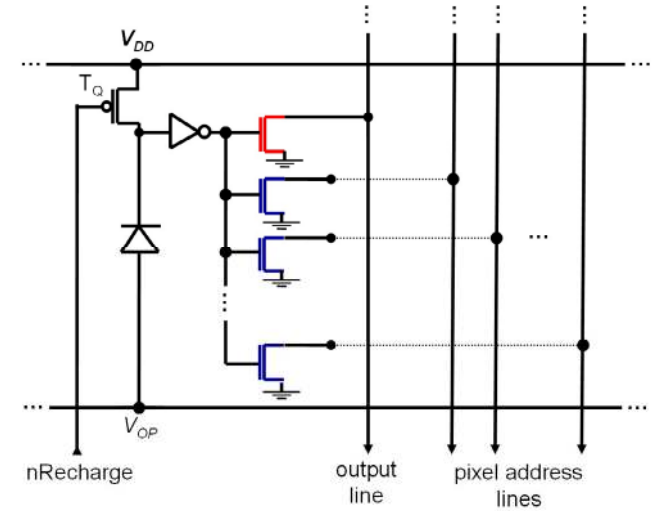 V_DD
T_Q
V_OP
nRecharge
output
line
pixel address
lines